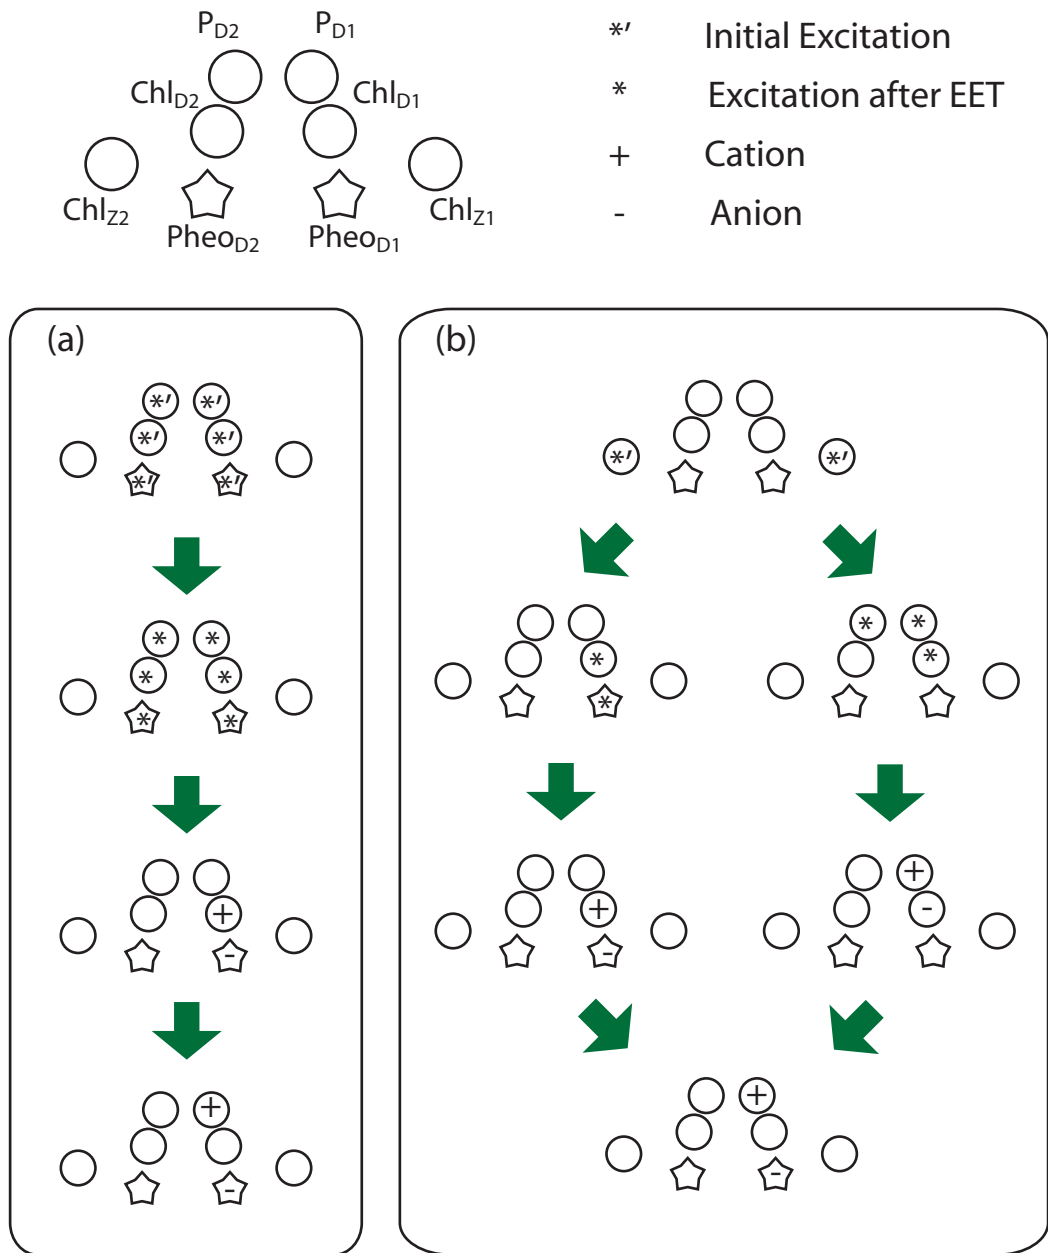 P_D2 P_D1
Chl_D2 Chl_D1
Chl_Z2 Chl_Z1
Pheo_D2 Pheo_D1
*′ Initial Excitation
* Excitation after EET
+ Cation
- Anion
(a)
*′ *′
*′ *′
*′ *′
* *
* *
* *
+
-
+
-
(b)
*′ *′
*
*
* *
*
+
-
+
-
+
-